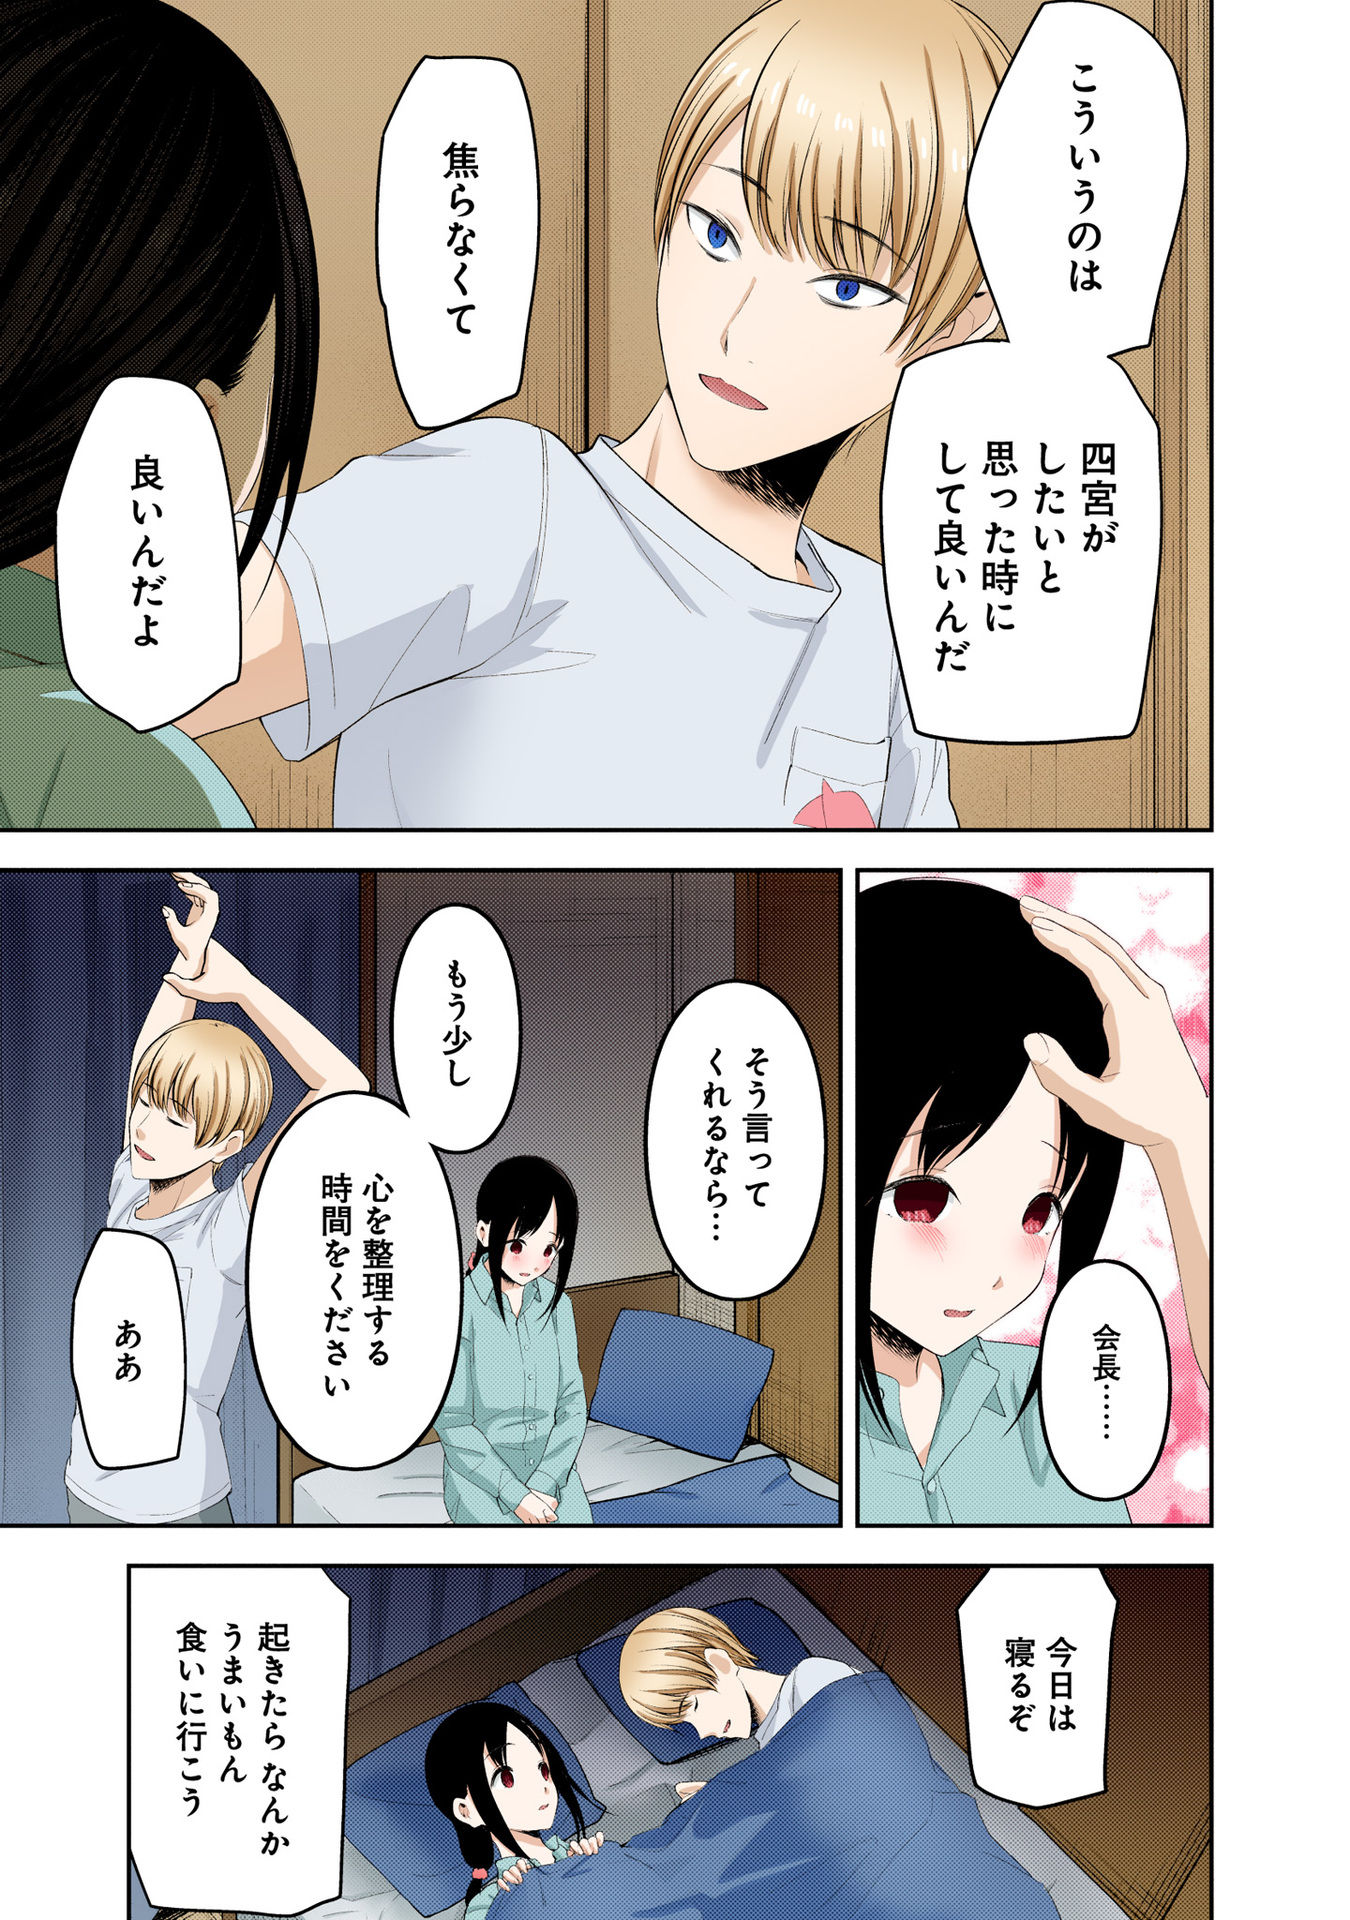 こういうのは
四宮が
したいと
思った時に
して良いんだ
焦らなくて
良いんだよ
会長……
そう言って
くれるなら…
もう少し
心を整理する
時間をください
ああ
今日は
寝るぞ
起きたらなんか
うまいもん
食いに行こう